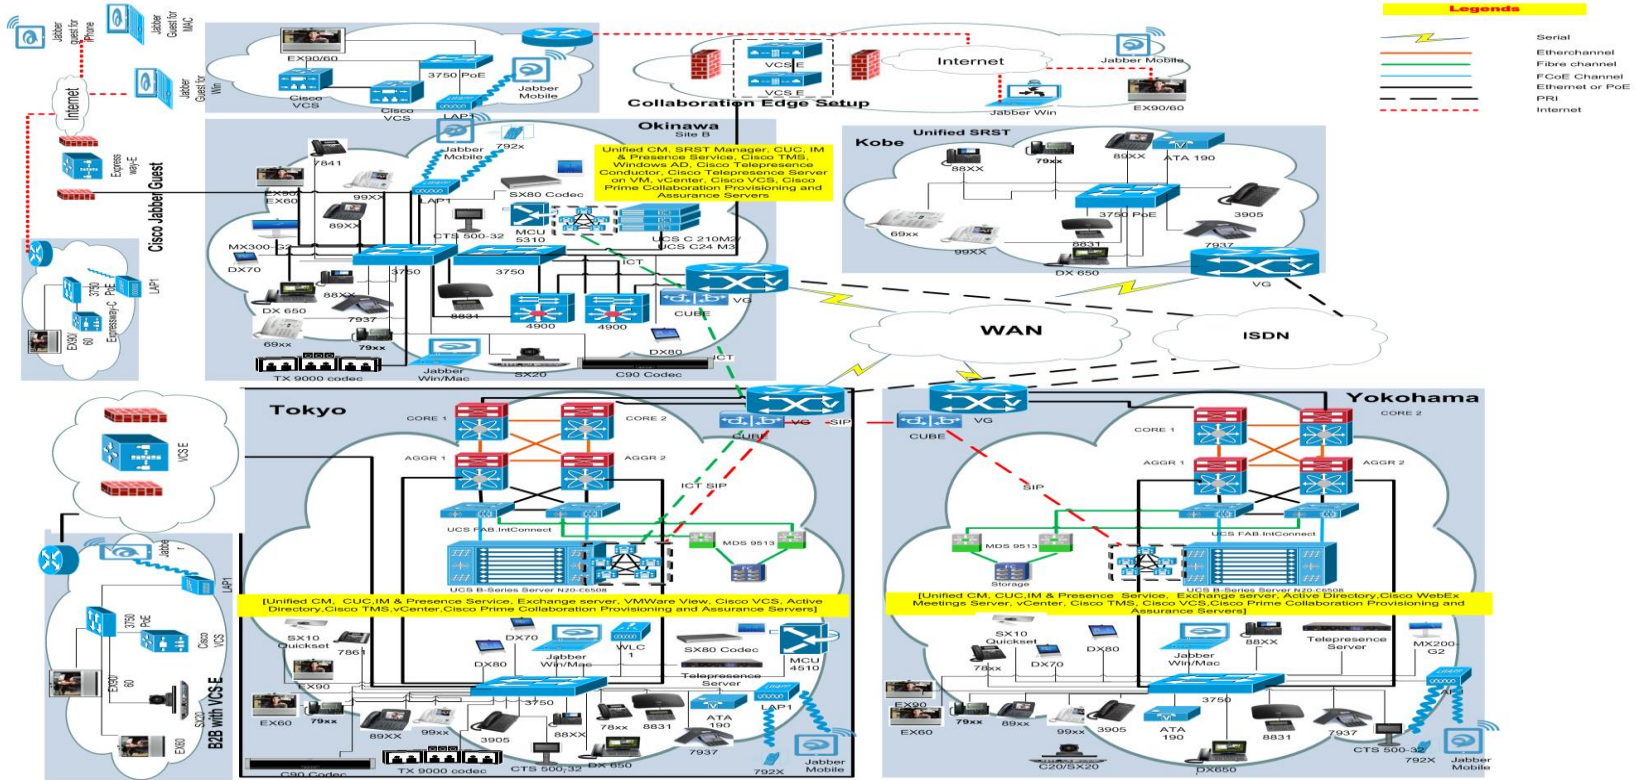 Legends
Serial
Etherchannel
Fibre channel
FCoE Channel
Ethernet or PoE
PRI
Internet
Jabber
guest for
iPhone
Jabber
Guest for
MAC
Jabber
Guest for
Win
Internet
Express
way-E
Cisco Jabber Guest
3750
PoE
LAP1
Expressway-C
EX90/
60
EX90/60
3750 PoE
Cisco
VCS
Cisco
VCS
LAP1
Jabber
Mobile
VCS E
VCS E
Internet
Jabber Mobile
Jabber Win
EX90/60
Collaboration Edge Setup
Okinawa
Site B
Unified CM, SRST Manager, CUC, IM
& Presence Service, Cisco TMS,
Windows AD, Cisco Telepresence
Conductor, Cisco Telepresence Server
on VM, vCenter, Cisco VCS, Cisco
Prime Collaboration Provisioning and
Assurance Servers
7841
Jabber
Mobile
792x
EX60
99XX
LAP1
SX80 Codec
89XX
CTS 500-32
MCU
5310
UCS C 210M2/
UCS C24 M3
MX300-G2
DX70
3750
3750
ICT
88XX
DX 650
7937
8831
4900
4900
CUBE
VG
69xx
79xx
DX80
ICT
TX 9000 codec
Jabber
Win/Mac
SX20
C90 Codec
Kobe
Unified SRST
88XX
79xx
89XX
ATA 190
3750 PoE
3905
69xx
99XX
8831
7937
DX 650
VG
WAN
ISDN
VCS E
Jabbe
r
LAP1
3750
PoE
Cisco
VCS
EX90/
60
SX20
EX60
B2B with VCS-E
Tokyo
CORE 1
CORE 2
CUBE
VG
SIP
AGGR 1
AGGR 2
ICT SIP
UCS FAB.IntConnect
MDS 9513
UCS B-Series Server N20-C6508
[Unified CM, CUC,IM & Presence Service, Exchange server, VMWare View, Cisco VCS, Active
Directory,Cisco TMS,vCenter,Cisco Prime Collaboration Provisioning and Assurance Servers]
SX10
Quickset
7861
DX70
DX80
Jabber
Win/Mac
WLC
1
SX80 Codec
MCU
4510
Telepresence
Server
EX90
3750
LAP1
EX60
79xx
89XX
99xx
3905
88XX
78xx
8831
ATA
190
7937
C90 Codec
TX 9000 codec
CTS 500-32
DX 650
792X
Jabber
Mobile
Yokohama
CORE 1
CORE 2
CUBE
VG
AGGR 1
AGGR 2
SIP
UCS FAB.IntConnect
MDS 9513
Storage
UCS B-Series Server N20-C6508
[Unified CM, CUC,IM & Presence Service, Exchange server, Active Directory,Cisco WebEx
Meetings Server, vCenter, Cisco TMS, Cisco VCS,Cisco Prime Collaboration Provisioning and
Assurance Servers]
SX10
Quickset
78xx
DX70
DX80
Jabber
Win/Mac
88XX
Telepresence
Server
MX200-
G2
EX90
EX60
3750
79xx
89xx
99xx
3905
ATA
190
8831
7937
CTS 500-32
C20/SX20
DX650
792X
Jabber
Mobile